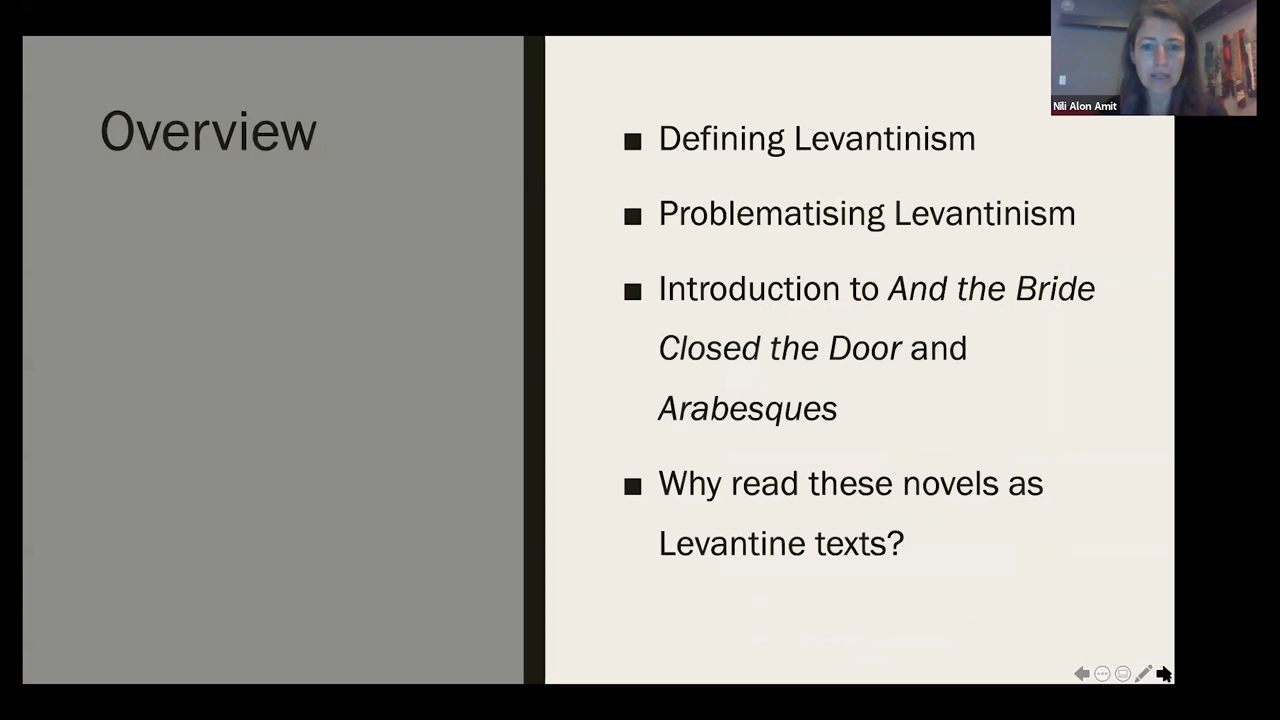 Overview
Nili Alon Amit
■ Defining Levantinism
■ Problematising Levantinism
■ Introduction to And the Bride
Closed the Door and
Arabesques
■ Why read these novels as
Levantine texts?